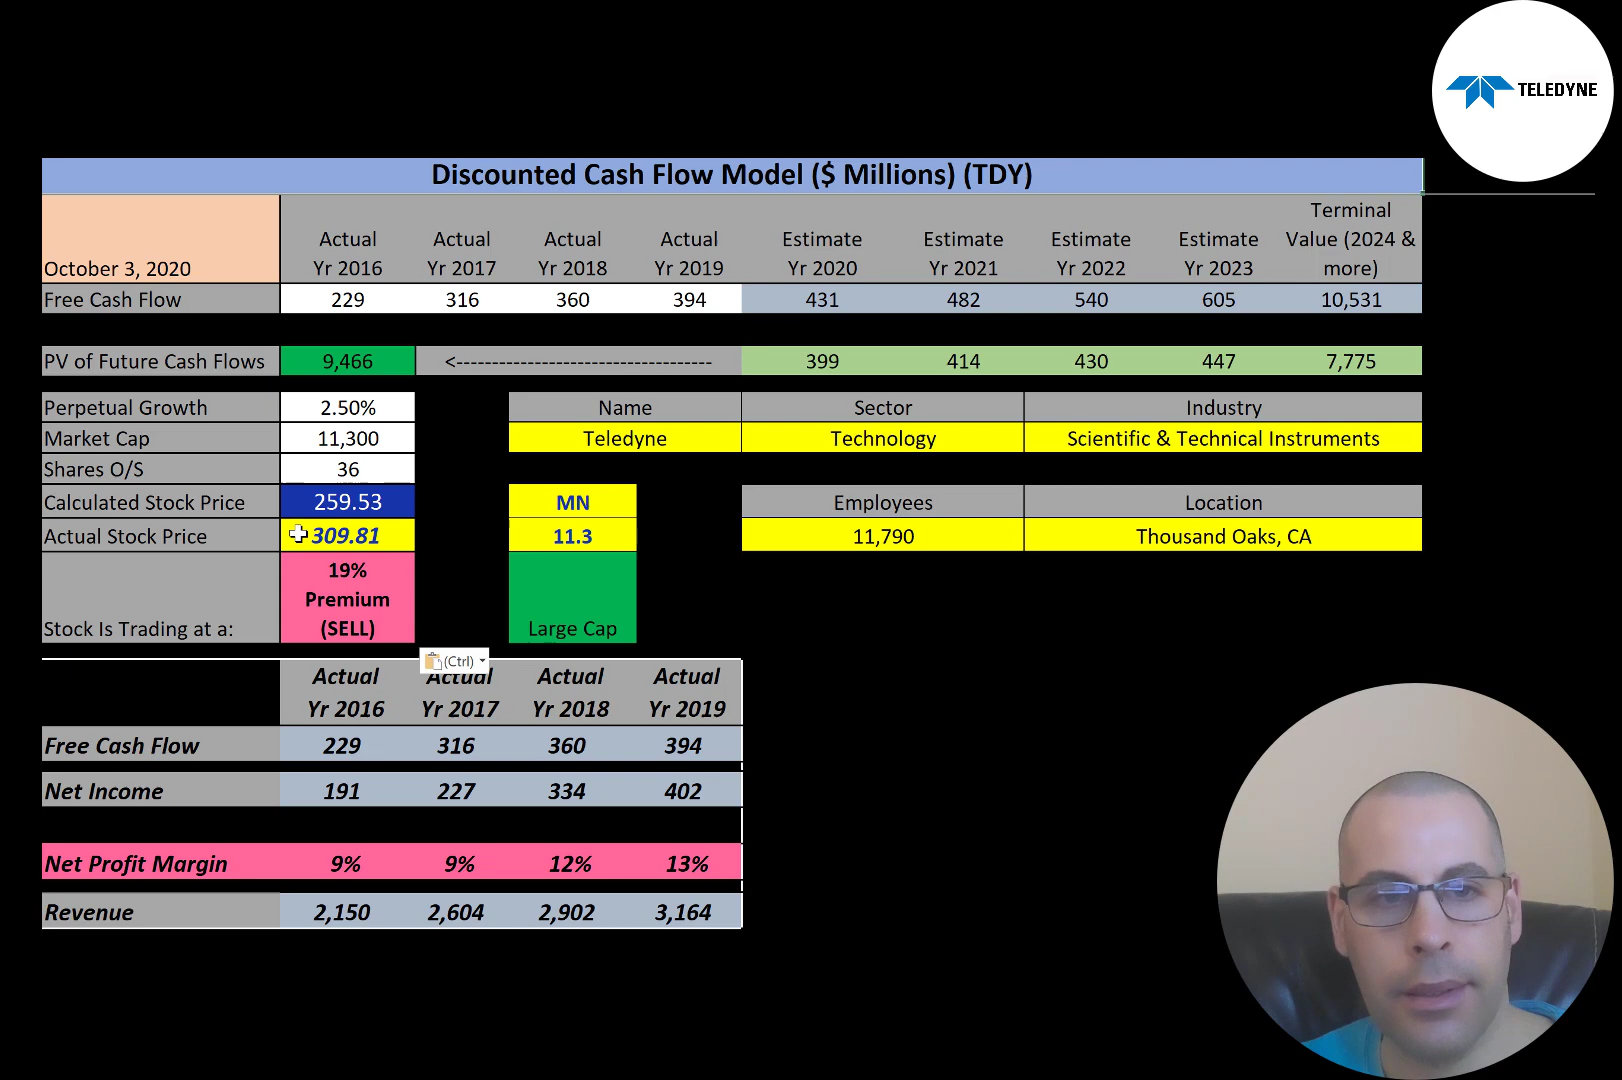 TELEDYNE
Discounted Cash Flow Model ($ Millions) (TDY)
October 3, 2020 Actual Yr 2016 Actual Yr 2017 Actual Yr 2018 Actual Yr 2019 Estimate Yr 2020 Estimate Yr 2021 Estimate Yr 2022 Estimate Yr 2023 Terminal Value (2024 & more)
Free Cash Flow 229 316 360 394 431 482 540 605 10,531
PV of Future Cash Flows 9,466 <------------------------------------ 399 414 430 447 7,775
Perpetual Growth 2.50% Name Sector Industry
Market Cap 11,300 Teledyne Technology Scientific & Technical Instruments
Shares O/S 36
Calculated Stock Price 259.53 MN Employees Location
Actual Stock Price 309.81 11.3 11,790 Thousand Oaks, CA
Stock Is Trading at a: 19% Premium (SELL) Large Cap
(Ctrl)
Actual Actual Actual Actual
Yr 2016 Yr 2017 Yr 2018 Yr 2019
Free Cash Flow 229 316 360 394
Net Income 191 227 334 402
Net Profit Margin 9% 9% 12% 13%
Revenue 2,150 2,604 2,902 3,164